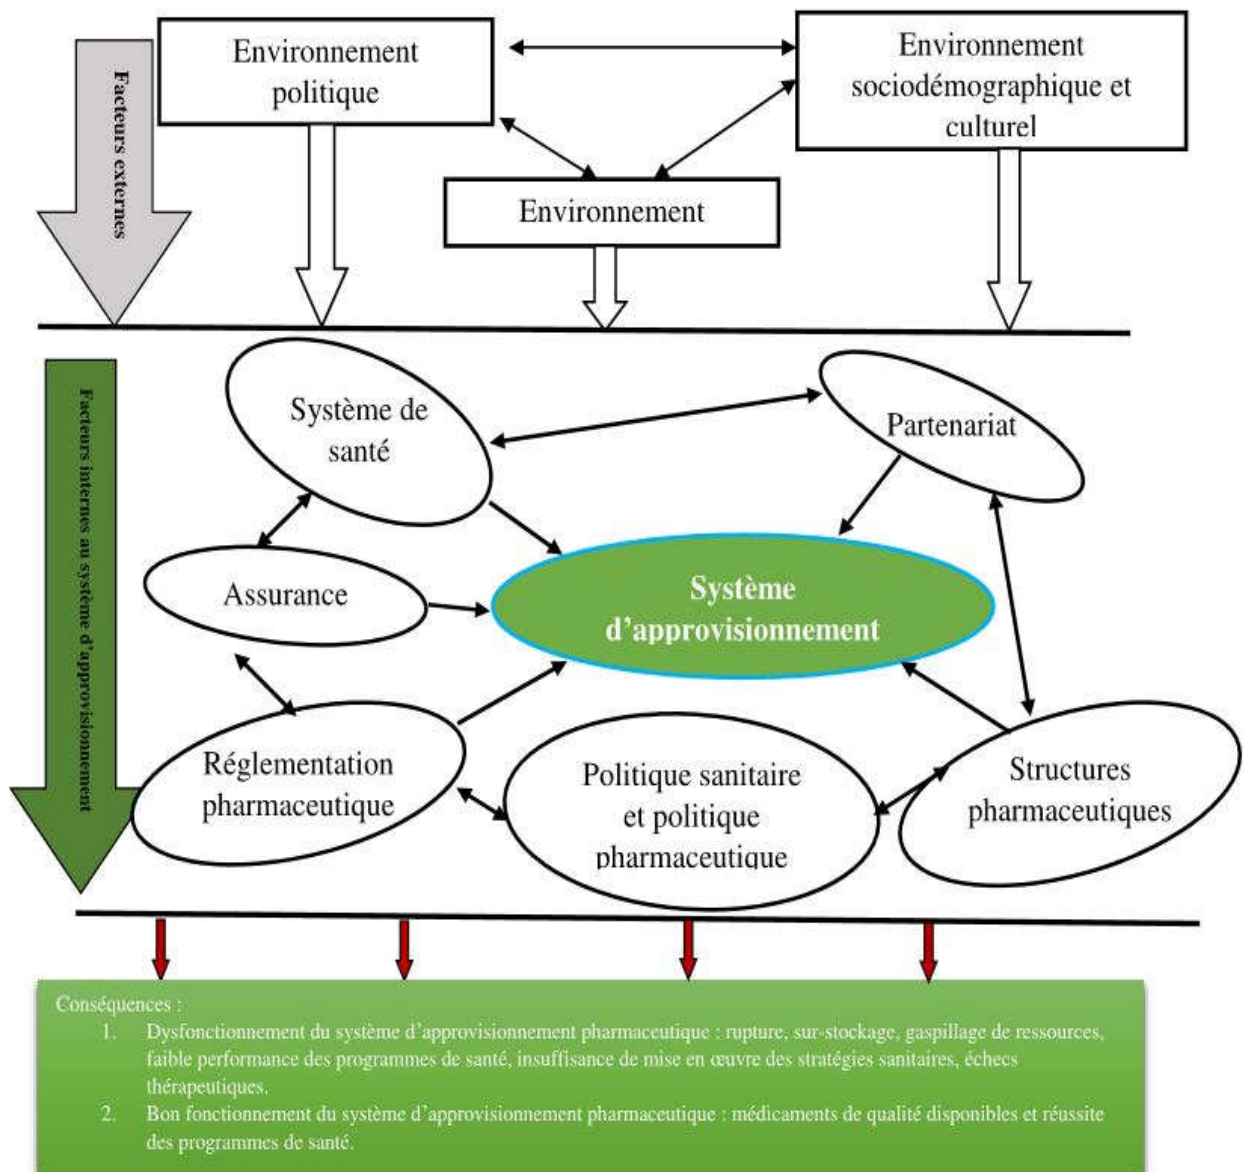 Facteurs externes
Environnement
politique
Environnement
sociodémographique et
culturel
Environnement
Facteurs internes au système d'approvisionnement
Système de
santé
Partenariat
Assurance
Système
d'approvisionnement
Réglementation
pharmaceutique
Politique sanitaire
et politique
pharmaceutique
Structures
pharmaceutiques
Conséquences :
1. Dysfonctionnement du système d'approvisionnement pharmaceutique : rupture, sur-stockage, gaspillage de ressources,
faible performance des programmes de santé, insuffisance de mise en œuvre des stratégies sanitaires, échecs
thérapeutiques.
2. Bon fonctionnement du système d'approvisionnement pharmaceutique : médicaments de qualité disponibles et réussite
des programmes de santé.